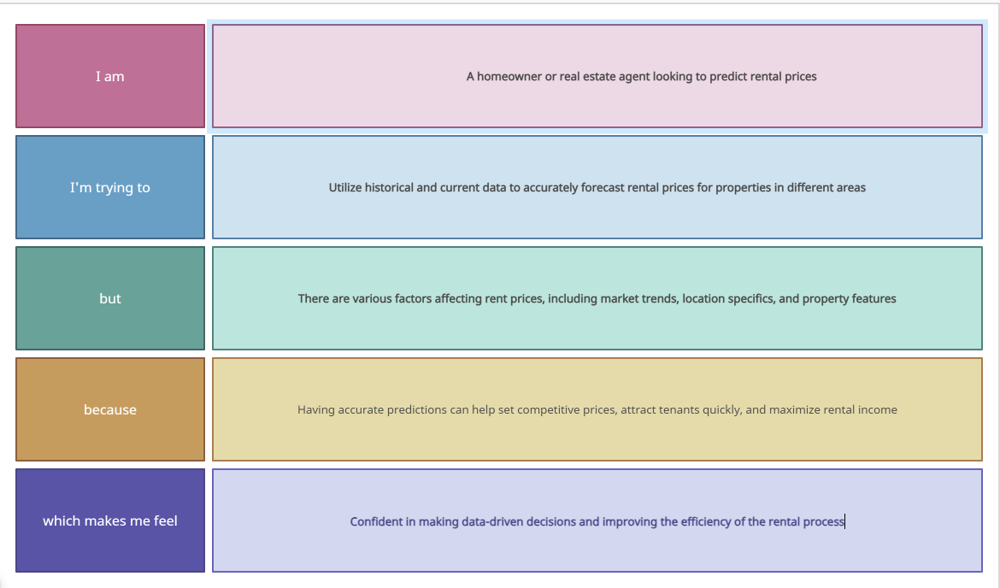 I am
A homeowner or real estate agent looking to predict rental prices
I'm trying to
Utilize historical and current data to accurately forecast rental prices for properties in different areas
but
There are various factors affecting rent prices, including market trends, location specifics, and property features
because
Having accurate predictions can help set competitive prices, attract tenants quickly, and maximize rental income
which makes me feel
Confident in making data-driven decisions and improving the efficiency of the rental process